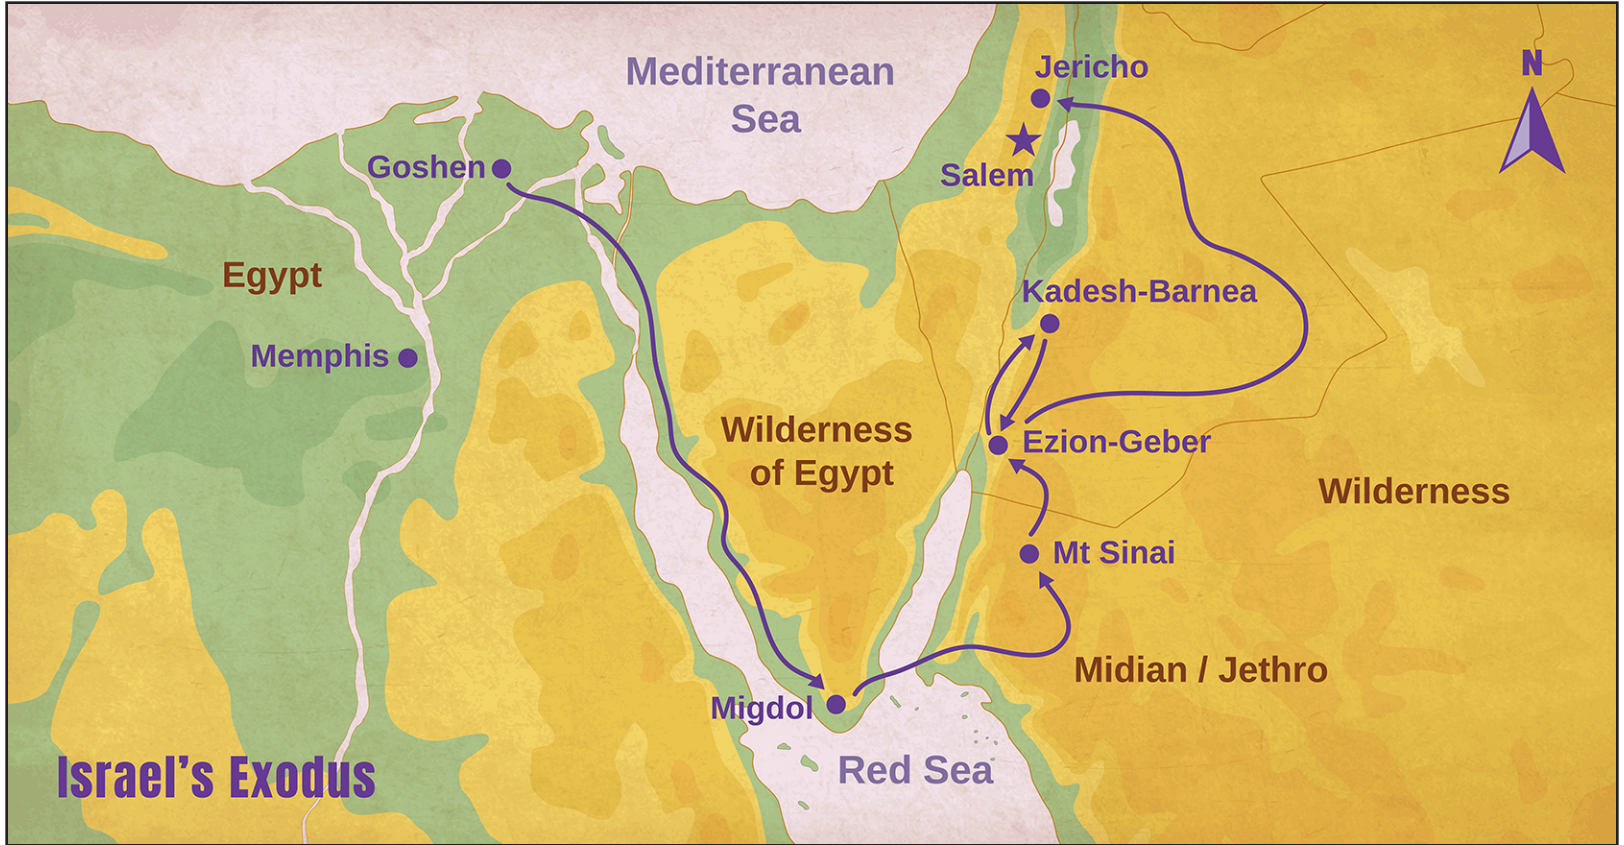 Mediterranean
Sea
Jericho
N
Goshen
Salem
Egypt
Kadesh-Barnea
Memphis
Wilderness
of Egypt
Ezion-Geber
Wilderness
Mt Sinai
Midian / Jethro
Migdol
Red Sea
Israel’s Exodus